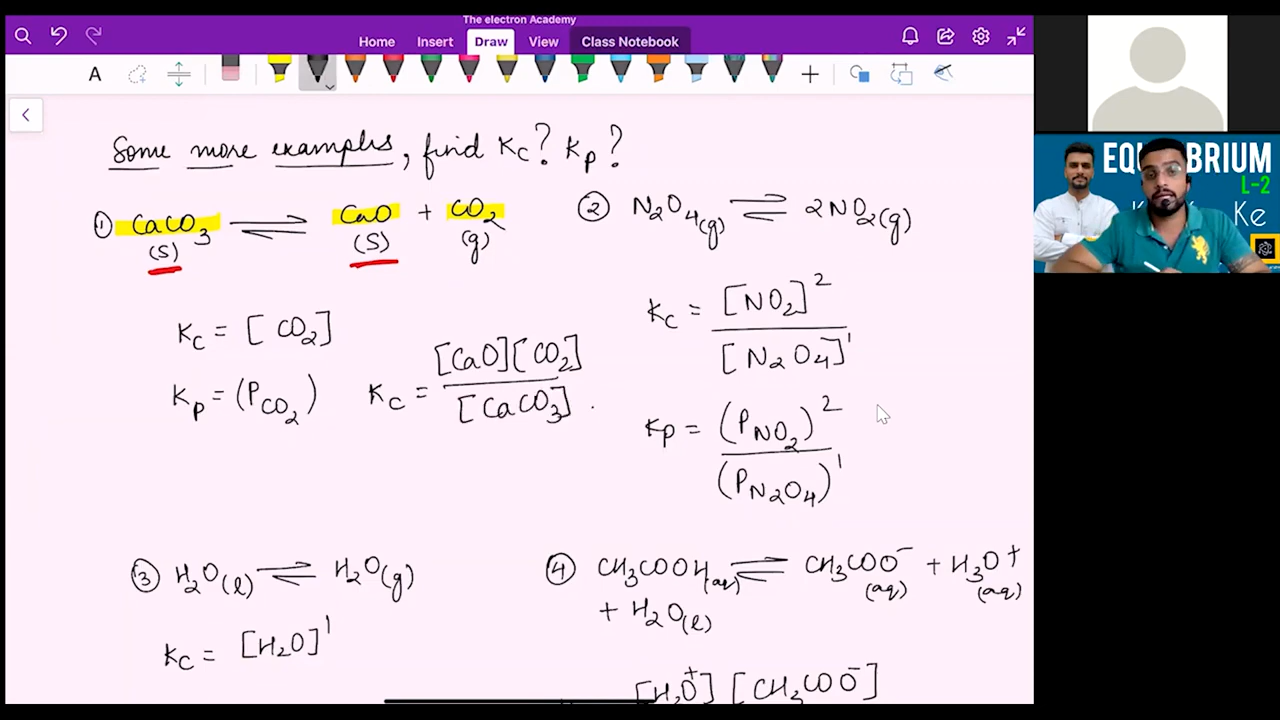 The electron Academy
Home Insert Draw View Class Notebook
A
Some more examples, find Kc? Kp?
① CaCO3 (s) ⇌ CaO (s) + CO2 (g)
Kc = [CO2]
Kp = (PCO2)
Kc = [CaO][CO2] / [CaCO3] .
② N2O4(g) ⇌ 2NO2(g)
Kc = [NO2]² / [N2O4]¹
Kp = (PNO2)² / (PN2O4)¹
③ H2O(l) ⇌ H2O(g)
Kc = [H2O]¹
④ CH3COOH(aq) ⇌ CH3COO⁻(aq) + H3O⁺(aq)
+ H2O(l)
[H3O⁺] [CH3COO⁻]
L-2
Ke